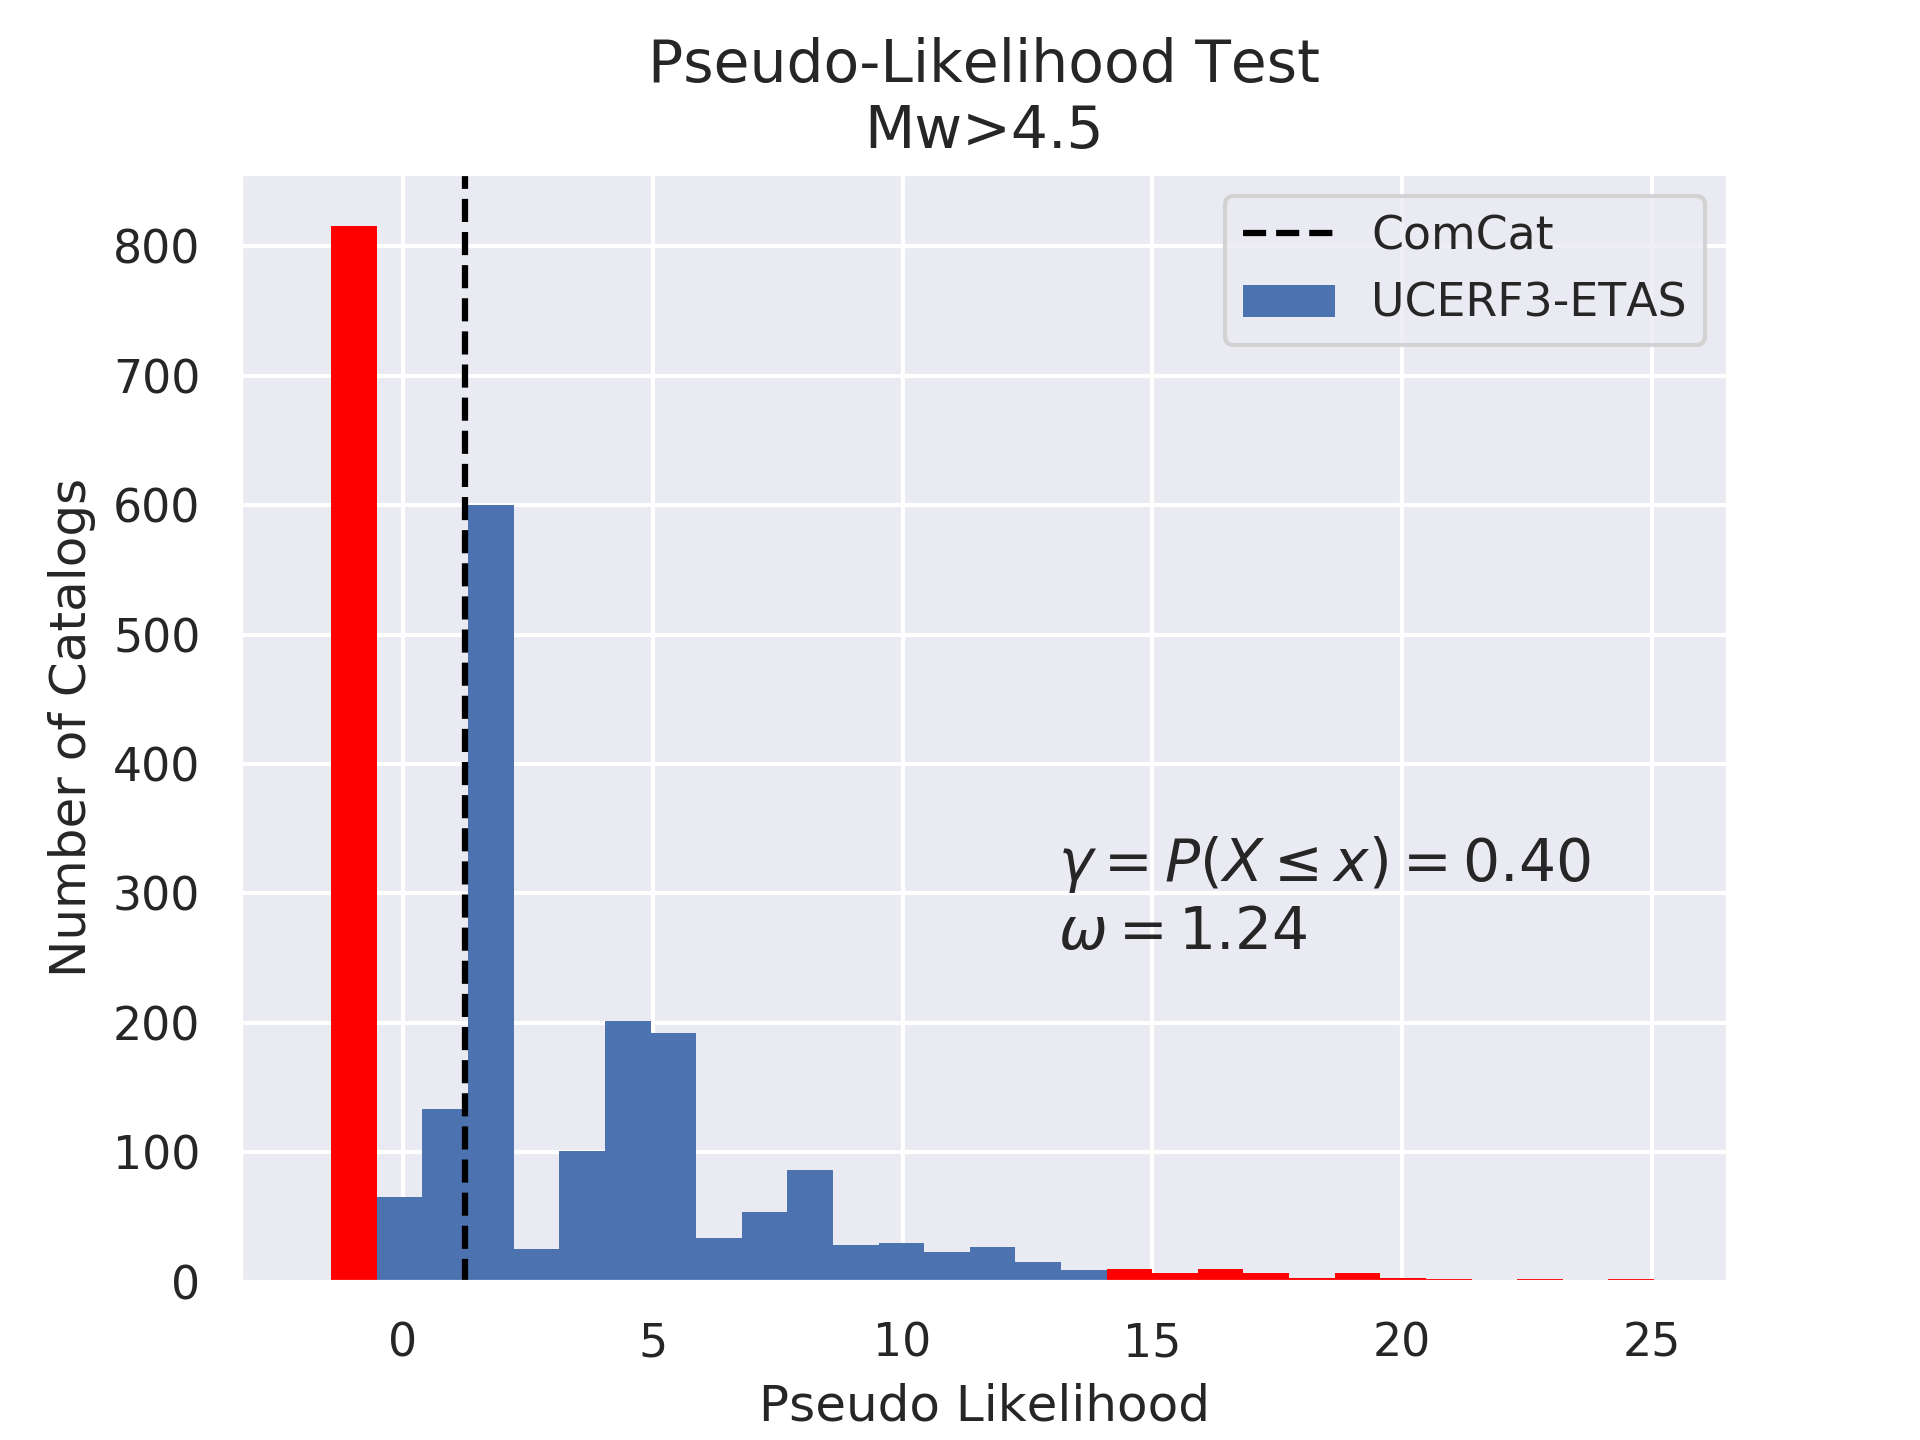 Pseudo-Likelihood Test
Mw>4.5
ComCat
UCERF3-ETAS
800
700
600
500
400
300
200
100
0
Number of Catalogs
γ = P(X ≤ x) = 0.40
ω = 1.24
0 5 10 15 20 25
Pseudo Likelihood